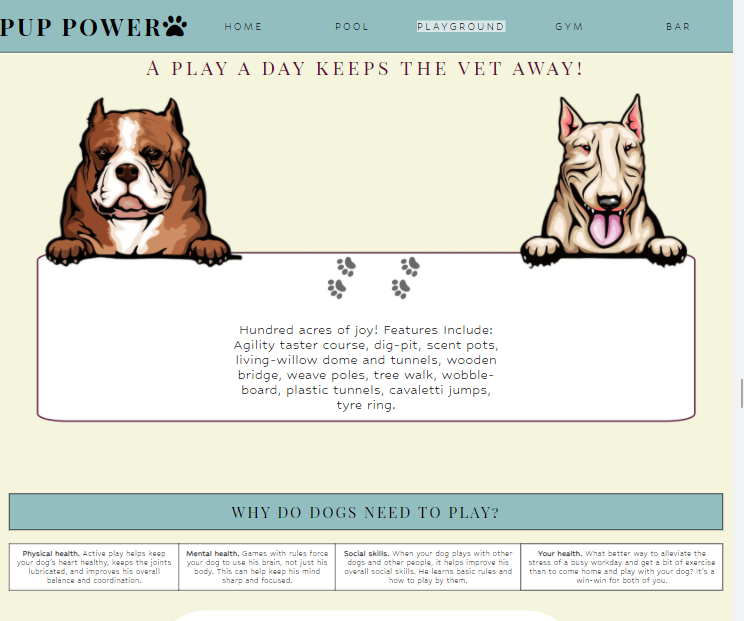 PUP POWER
HOME
POOL
PLAYGROUND
GYM
BAR
A PLAY A DAY KEEPS THE VET AWAY!
Hundred acres of joy! Features Include:
Agility taster course, dig-pit, scent pots,
living-willow dome and tunnels, wooden
bridge, weave poles, tree walk, wobble-
board, plastic tunnels, cavaletti jumps,
tyre ring.
WHY DO DOGS NEED TO PLAY?
Physical health. Active play helps keep
your dog's heart healthy, keeps the joints
lubricated, and improves his overall
balance and coordination.
Mental health. Games with rules force
your dog to use his brain, not just his
body. This can help keep his mind
sharp and focused.
Social skills. When your dog plays with other
dogs and other people, it helps improve his
overall social skills. He learns basic rules and
how to play by them.
Your health. What better way to alleviate the
stress of a busy workday and get a bit of exercise
than to come home and play with your dog? It's a
win-win for both of you.